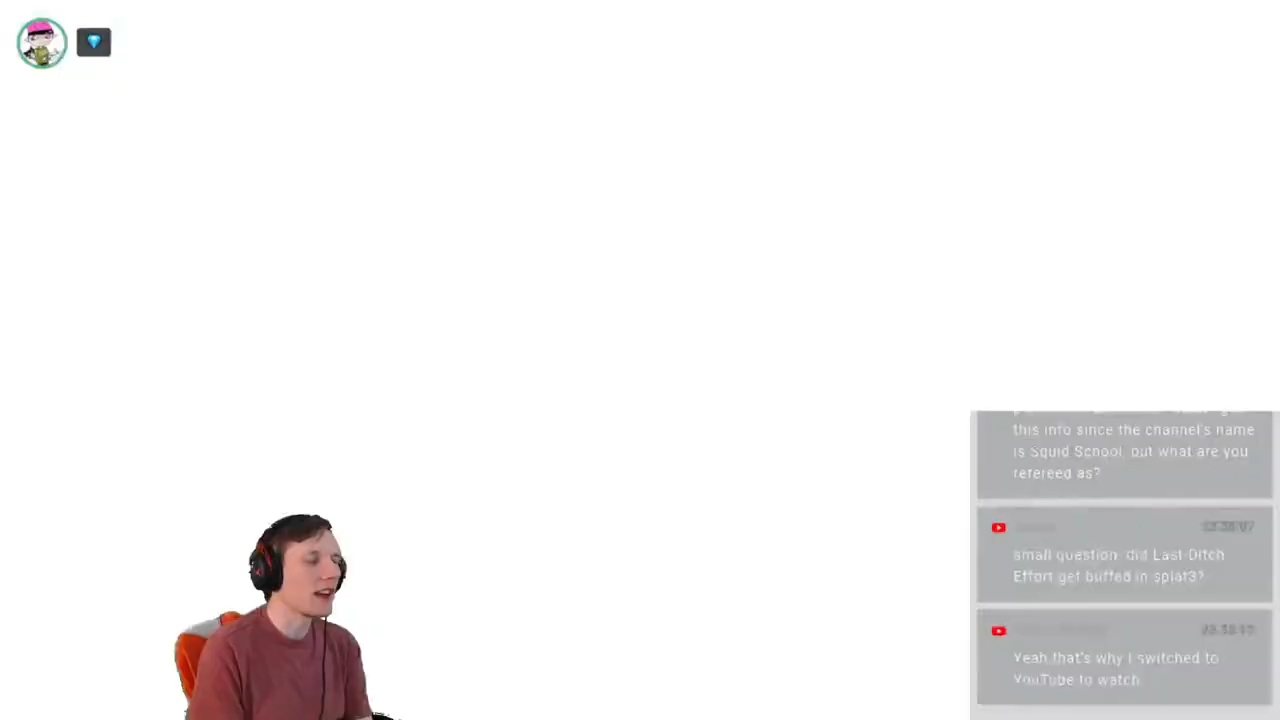 this info since the channel's name
is Squid School, but what are you
refereed as?
small question: did Last-Ditch
Effort get buffed in splat3?
Yeah that's why I switched to
YouTube to watch